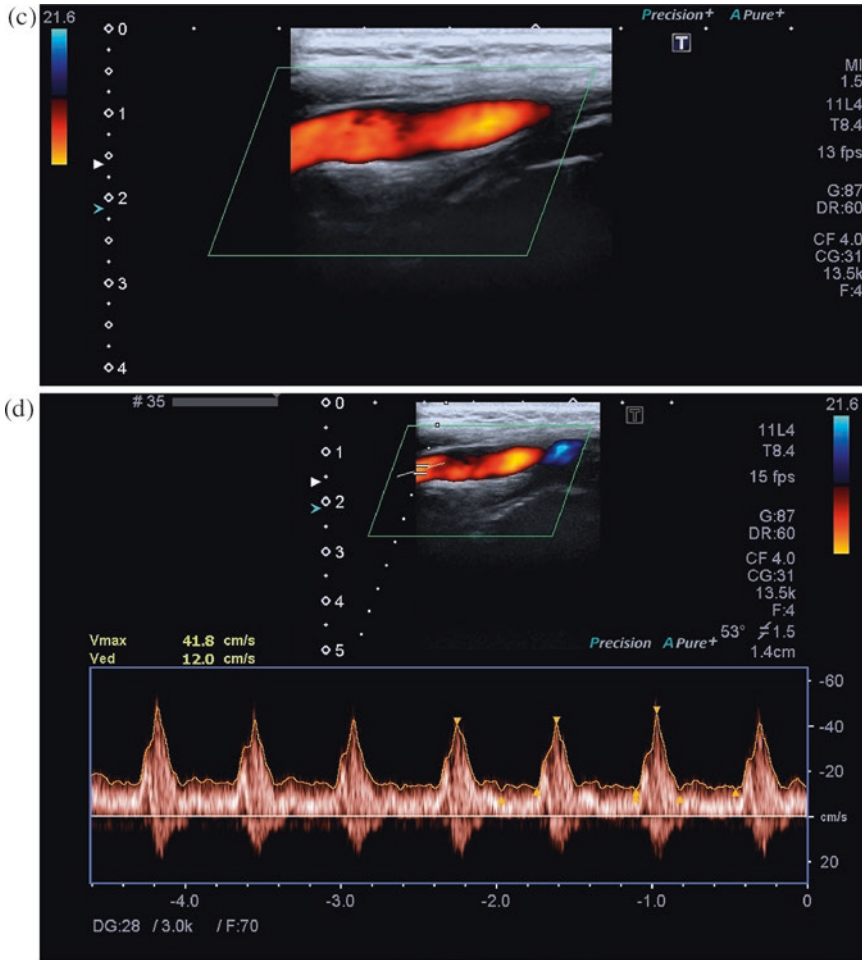 (c)
21.6
Precision+ APure+
T
0
1
2
3
4
MI
1.5
11L4
T8.4
13 fps
G:87
DR:60
CF 4.0
CG:31
13.5k
F:4
(d)
# 35
0
1
2
3
4
5
T
21.6
11L4
T8.4
15 fps
G:87
DR:60
CF 4.0
CG:31
13.5k
F:4
Precision APure+
53° ≠1.5
1.4cm
Vmax 41.8 cm/s
Ved 12.0 cm/s
-60
-40
-20
cm/s
20
-4.0 -3.0 -2.0 -1.0 0
DG:28 / 3.0k / F:70